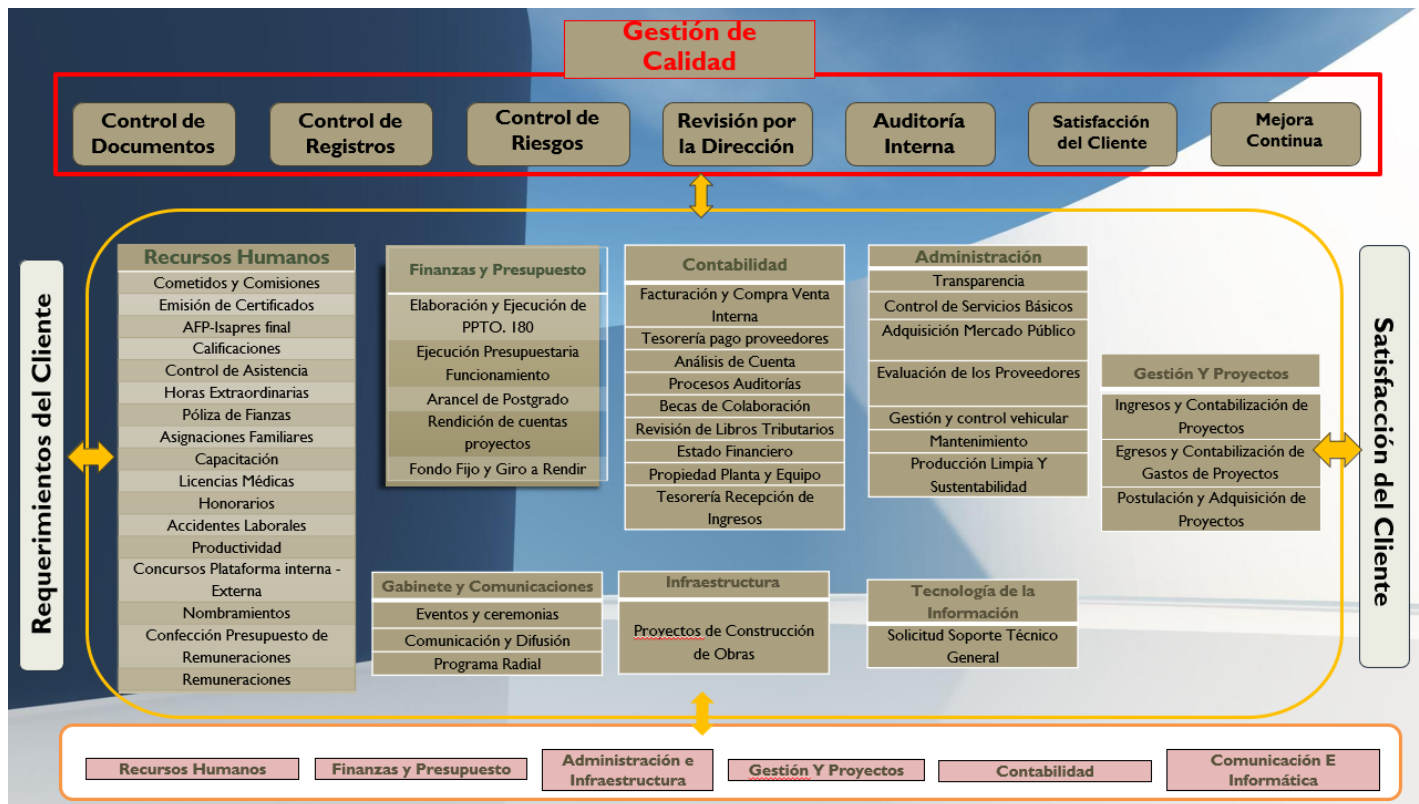 Gestión de
Calidad
Control de
Documentos
Control de
Registros
Control de
Riesgos
Revisión por
la Dirección
Auditoría
Interna
Satisfacción
del Cliente
Mejora
Continua
Requerimientos del Cliente
Recursos Humanos
Cometidos y Comisiones
Emisión de Certificados
AFP-Isapres final
Calificaciones
Control de Asistencia
Horas Extraordinarias
Póliza de Fianzas
Asignaciones Familiares
Capacitación
Licencias Médicas
Honorarios
Accidentes Laborales
Productividad
Concursos Plataforma interna -
Externa
Nombramientos
Confección Presupuesto de
Remuneraciones
Remuneraciones
Finanzas y Presupuesto
Elaboración y Ejecución de
PPTO. 180
Ejecución Presupuestaria
Funcionamiento
Arancel de Postgrado
Rendición de cuentas
proyectos
Fondo Fijo y Giro a Rendir
Contabilidad
Facturación y Compra Venta
Interna
Tesorería pago proveedores
Análisis de Cuenta
Procesos Auditorías
Becas de Colaboración
Revisión de Libros Tributarios
Estado Financiero
Propiedad Planta y Equipo
Tesorería Recepción de
Ingresos
Administración
Transparencia
Control de Servicios Básicos
Adquisición Mercado Público
Evaluación de los Proveedores
Gestión y control vehicular
Mantenimiento
Producción Limpia Y
Sustentabilidad
Gestión Y Proyectos
Ingresos y Contabilización de
Proyectos
Egresos y Contabilización de
Gastos de Proyectos
Postulación y Adquisición de
Proyectos
Satisfacción del Cliente
Gabinete y Comunicaciones
Eventos y ceremonias
Comunicación y Difusión
Programa Radial
Infraestructura
Proyectos de Construcción
de Obras
Tecnología de la
Información
Solicitud Soporte Técnico
General
Recursos Humanos
Finanzas y Presupuesto
Administración e
Infraestructura
Gestión Y Proyectos
Contabilidad
Comunicación E
Informática